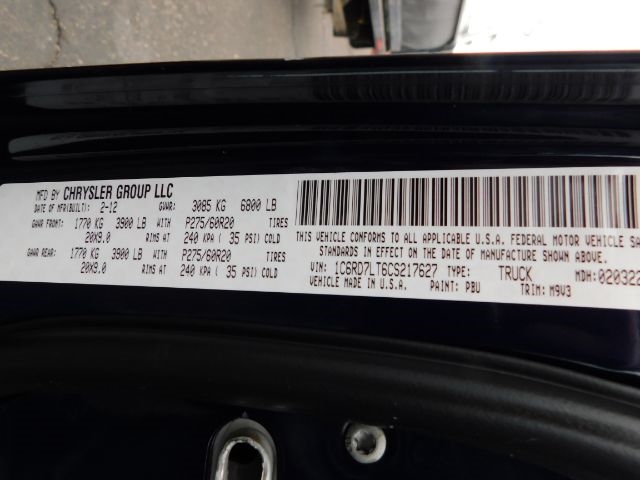 MFD BY CHRYSLER GROUP LLC
DATE OF MFR(BUILT): 2-12 GVWR: 3085 KG 6800 LB
GAWR FRONT: 1770 KG 3900 LB WITH P275/60R20 TIRES
20X9.0 RIMS AT 240 KPA ( 35 PSI) COLD
GAWR REAR: 1770 KG 3900 LB WITH P275/60R20 TIRES
20X9.0 RIMS AT 240 KPA ( 35 PSI) COLD
THIS VEHICLE CONFORMS TO ALL APPLICABLE U.S.A. FEDERAL MOTOR VEHICLE SA
STANDARDS IN EFFECT ON THE DATE OF MANUFACTURE SHOWN ABOVE.
VIN: 1C6RD7LT6CS217627 TYPE: TRUCK MDH: 020322
VEHICLE MADE IN U.S.A. PAINT: PBU TRIM: M9V3